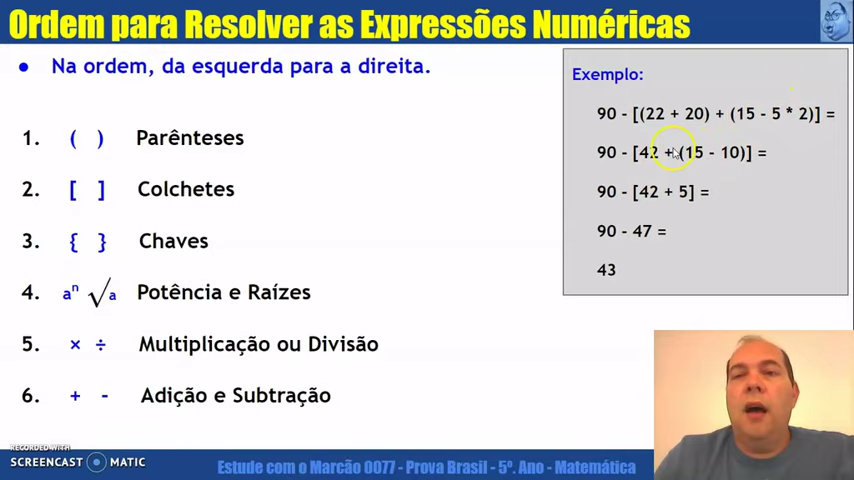 Ordem para Resolver as Expressões Numéricas
● Na ordem, da esquerda para a direita.
1. ( ) Parênteses
2. [ ] Colchetes
3. { } Chaves
4. aⁿ √a Potência e Raízes
5. × ÷ Multiplicação ou Divisão
6. + - Adição e Subtração
Exemplo:
90 - [(22 + 20) + (15 - 5 * 2)] =
90 - [42 + (15 - 10)] =
90 - [42 + 5] =
90 - 47 =
43
RECORDED WITH
SCREENCAST MATIC
Estude com o Marcão 0077 - Prova Brasil - 5º. Ano - Matemática